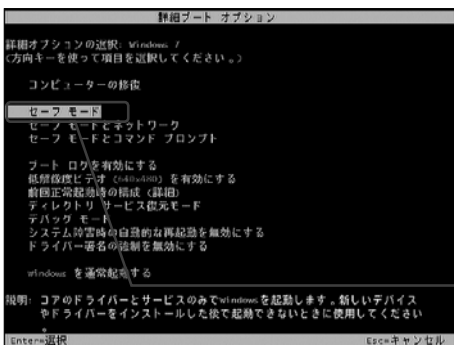 詳細ブート オプション
詳細オプションの選択: Windows 7
(方向キーを使って項目を選択してください。)
コンピューターの修復
セーフ モード
セーフ モードとネットワーク
セーフ モードとコマンド プロンプト
ブート ログを有効にする
低解像度ビデオ (640x480) を有効にする
前回正常起動時の構成 (詳細)
ディレクトリ サービス復元モード
デバッグ モード
システム障害時の自動的な再起動を無効にする
ドライバー署名の強制を無効にする
windows を通常起動する
説明: コアのドライバーとサービスのみでwindowsを起動します。新しいデバイス
やドライバーをインストールした後で起動できないときに使用してください
。
Enter=選択 Esc=キャンセル